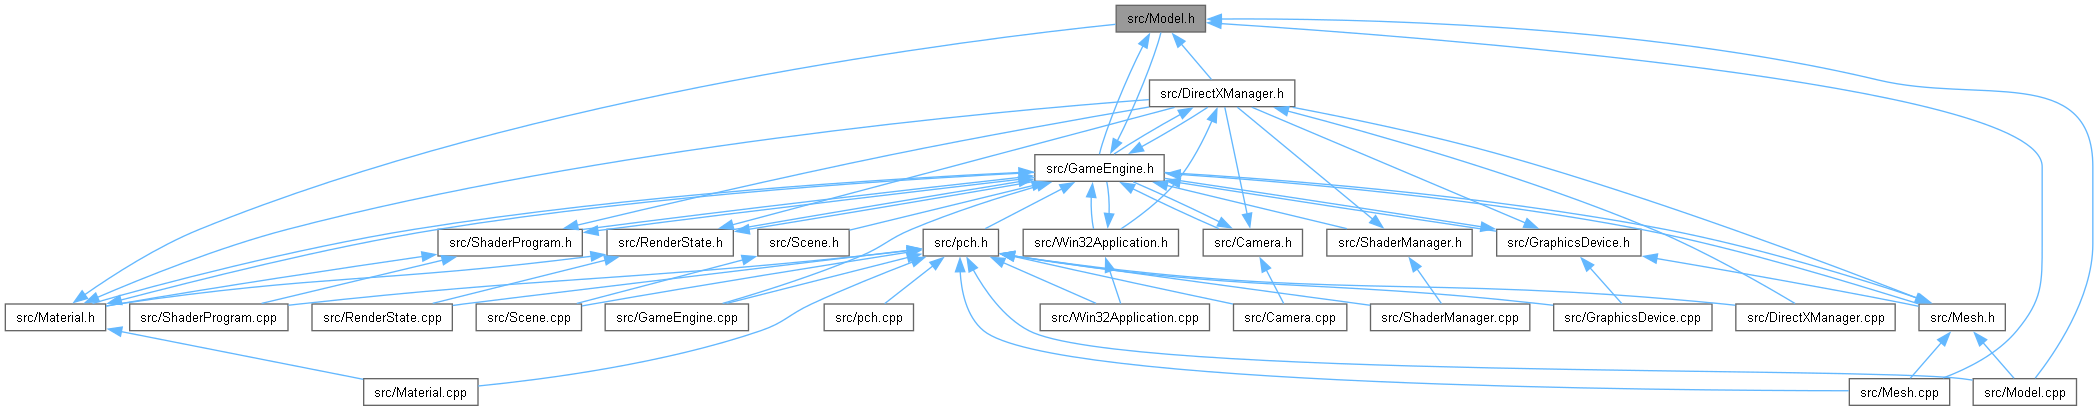 src/Model.h
src/DirectXManager.h
src/GameEngine.h
src/ShaderProgram.h
src/RenderState.h
src/Scene.h
src/pch.h
src/Win32Application.h
src/Camera.h
src/ShaderManager.h
src/GraphicsDevice.h
src/Material.h
src/ShaderProgram.cpp
src/RenderState.cpp
src/Scene.cpp
src/GameEngine.cpp
src/pch.cpp
src/Win32Application.cpp
src/Camera.cpp
src/ShaderManager.cpp
src/GraphicsDevice.cpp
src/DirectXManager.cpp
src/Mesh.h
src/Material.cpp
src/Mesh.cpp
src/Model.cpp